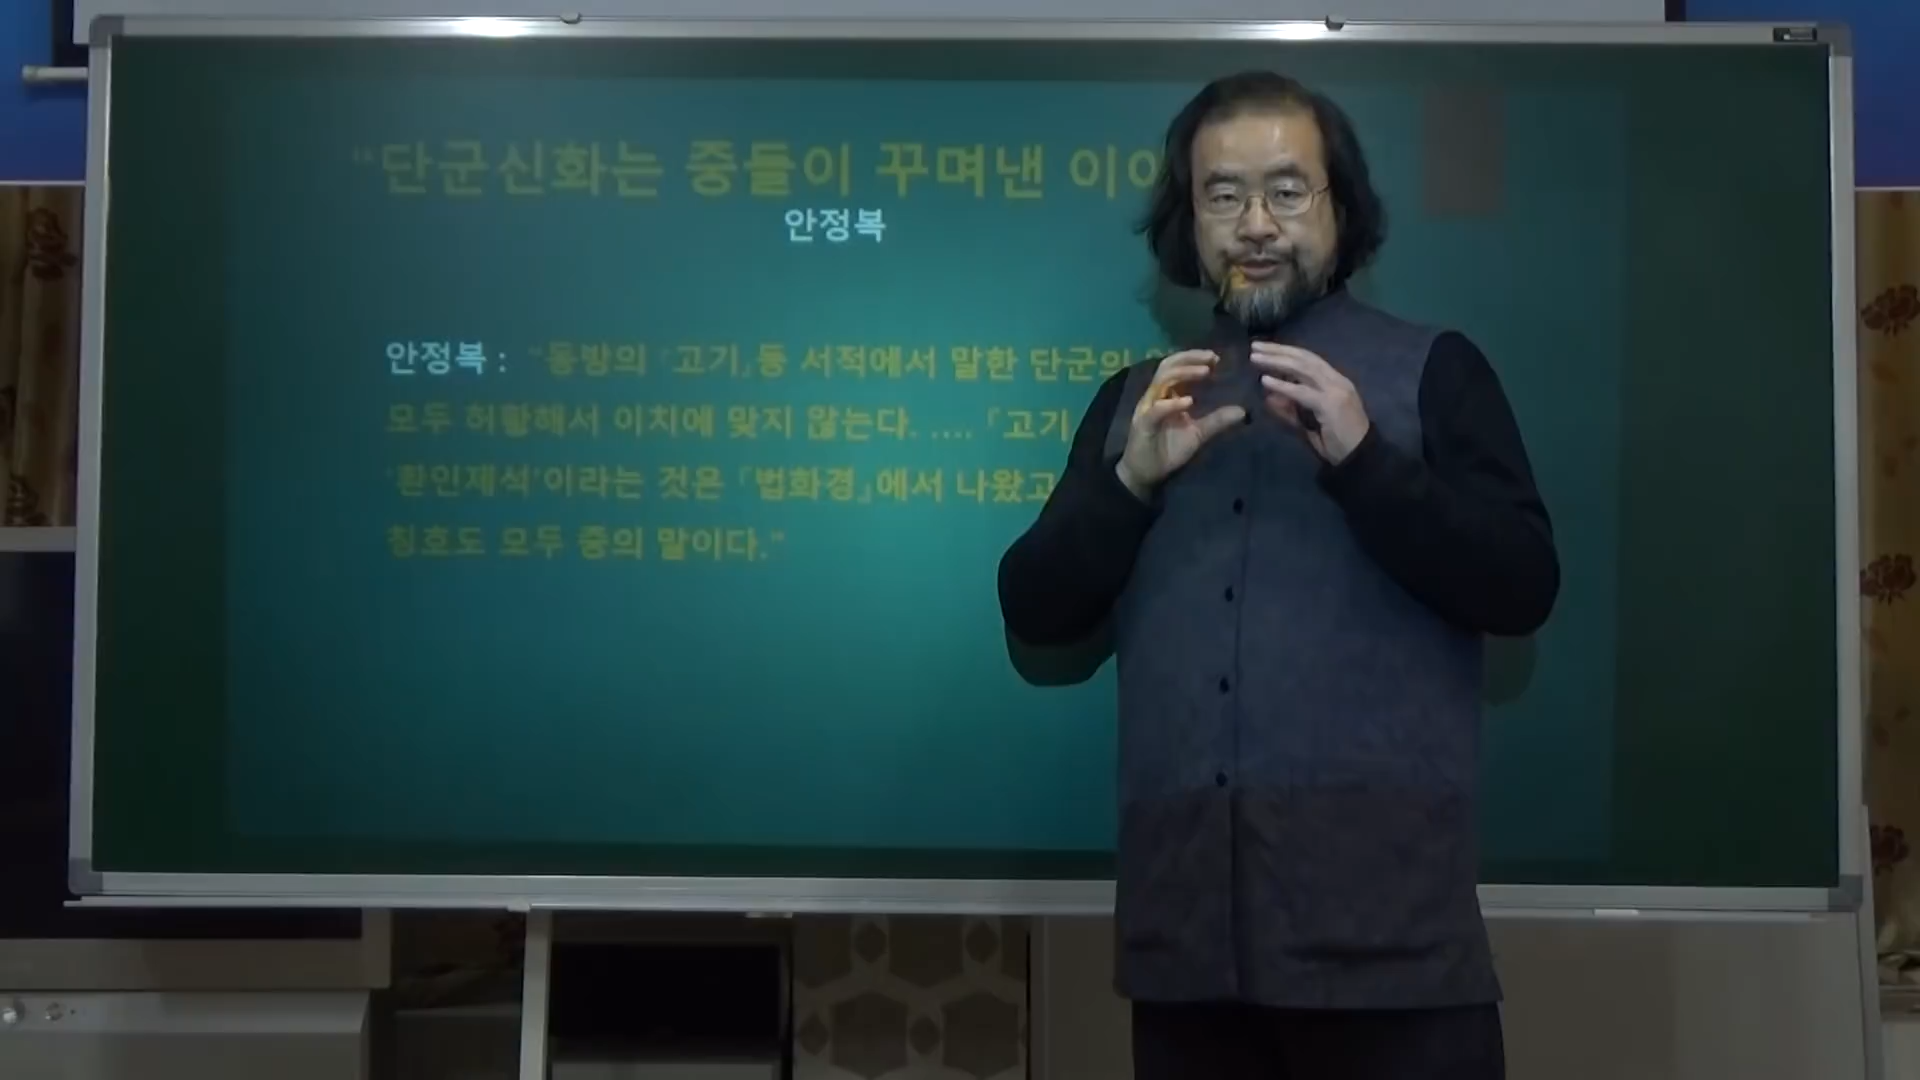 "단군신화는 중들이 꾸며낸 이야
안정복
안정복 : "동방의 『고기』등 서적에서 말한 단군의
모두 허황해서 이치에 맞지 않는다. .... 『고기
'환인제석'이라는 것은 『법화경』에서 나왔고
칭호도 모두 중의 말이다."